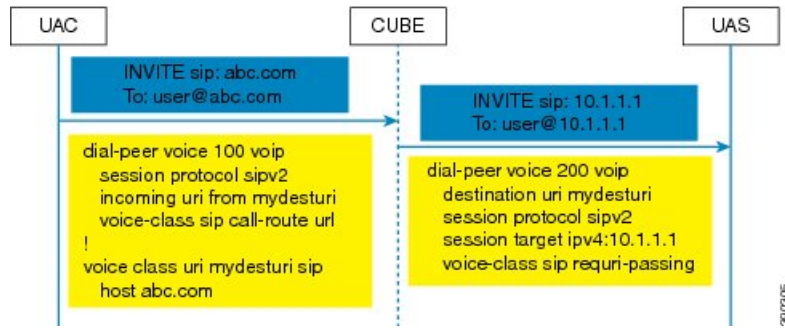 UAC
CUBE
UAS
INVITE sip: abc.com
To: user@abc.com
INVITE sip: 10.1.1.1
To: user@10.1.1.1
dial-peer voice 100 voip
session protocol sipv2
incoming uri from mydesturi
voice-class sip call-route url
!
voice class uri mydesturi sip
host abc.com
dial-peer voice 200 voip
destination uri mydesturi
session protocol sipv2
session target ipv4:10.1.1.1
voice-class sip requri-passing